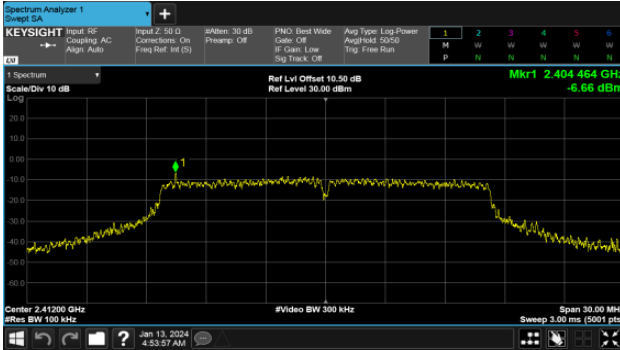 Spectrum Analyzer 1
Swept SA
+
KEYSIGHT
Input: RF
Coupling: AC
Align: Auto
Input Z: 50 Ω
Corrections: On
Freq Ref: Int (S)
#Atten: 30 dB
Preamp: Off
PNO: Best Wide
Gate: Off
IF Gain: Low
Sig Track: Off
Avg Type: Log-Power
Avg|Hold: 50/50
Trig: Free Run
1 2 3 4 5 6
M W W W W W
P N N N N N
LXI
1 Spectrum
Scale/Div 10 dB
Ref Lvl Offset 10.50 dB
Ref Level 30.00 dBm
Mkr1 2.404 464 GHz
-6.66 dBm
Log
20.0
10.0
0.00
-10.0
-20.0
-30.0
-40.0
-50.0
-60.0
1
Center 2.41200 GHz
#Res BW 100 kHz
#Video BW 300 kHz
Span 30.00 MH
Sweep 3.00 ms (5001 pts
?
Jan 13, 2024
4:53:57 AM